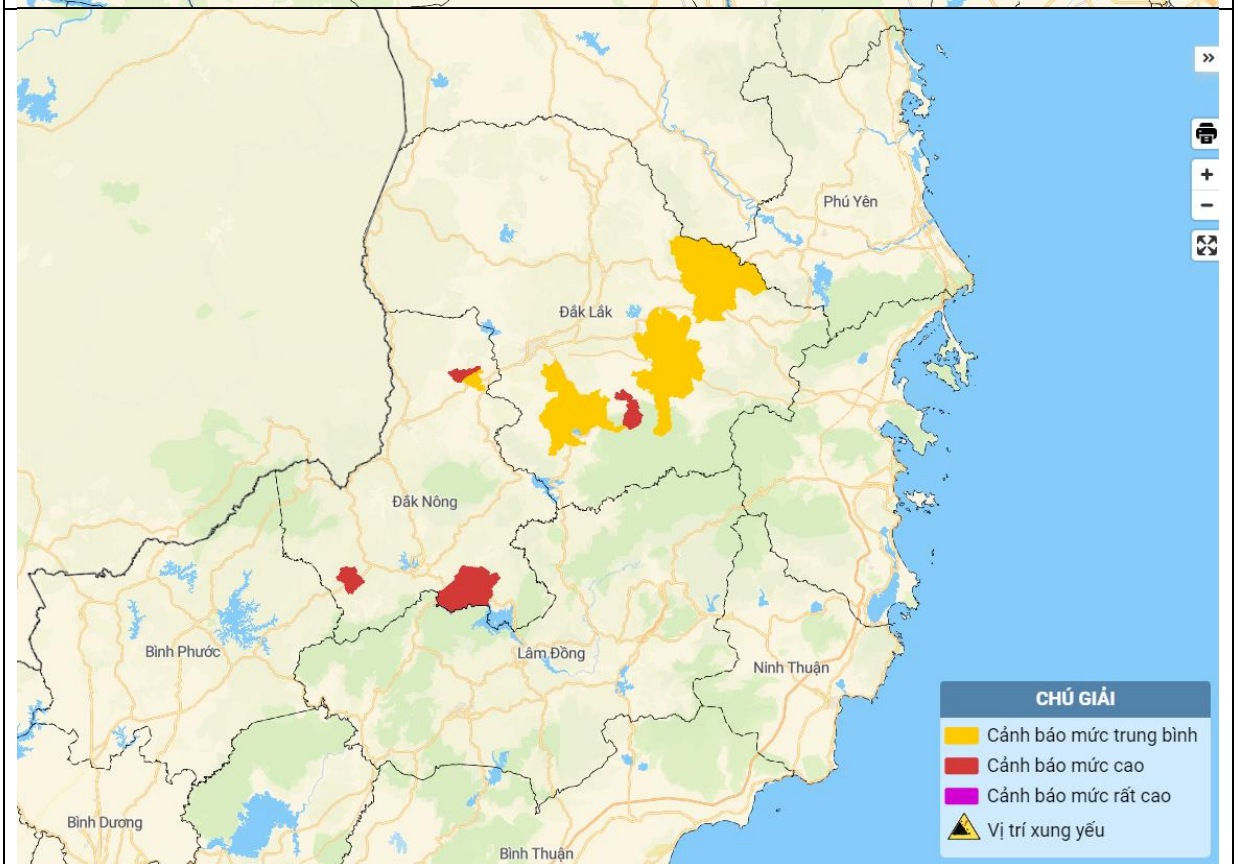 »
Phú Yên
+
−
Đắk Lắk
Đắk Nông
Bình Phước
Lâm Đồng
Ninh Thuận
CHÚ GIẢI
Cảnh báo mức trung bình
Cảnh báo mức cao
Cảnh báo mức rất cao
Vị trí xung yếu
Bình Dương
Bình Thuận